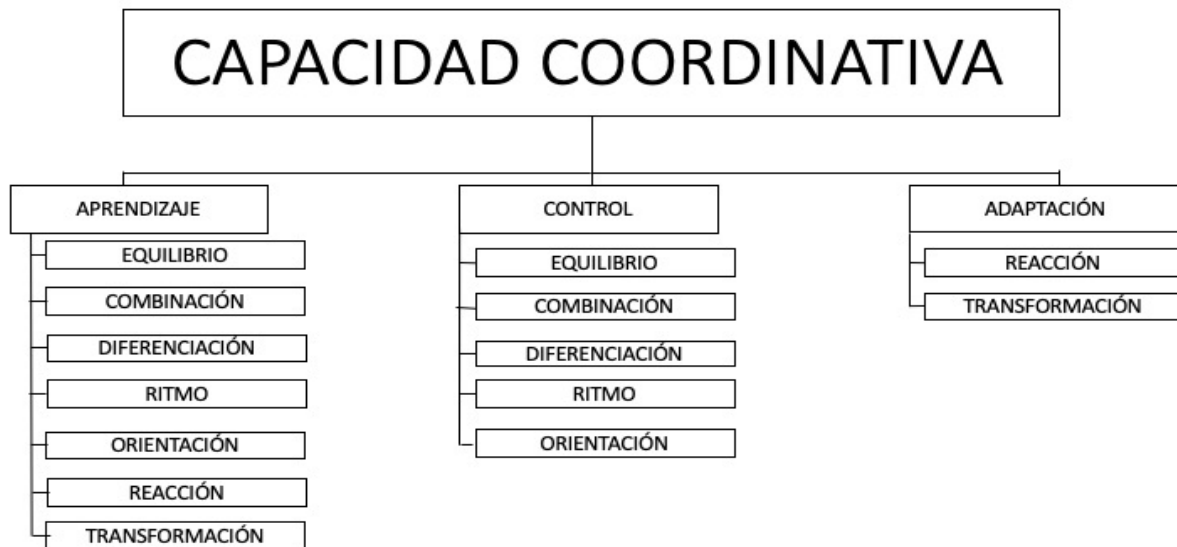 CAPACIDAD COORDINATIVA
APRENDIZAJE
EQUILIBRIO
COMBINACIÓN
DIFERENCIACIÓN
RITMO
ORIENTACIÓN
REACCIÓN
TRANSFORMACIÓN
CONTROL
EQUILIBRIO
COMBINACIÓN
DIFERENCIACIÓN
RITMO
ORIENTACIÓN
ADAPTACIÓN
REACCIÓN
TRANSFORMACIÓN